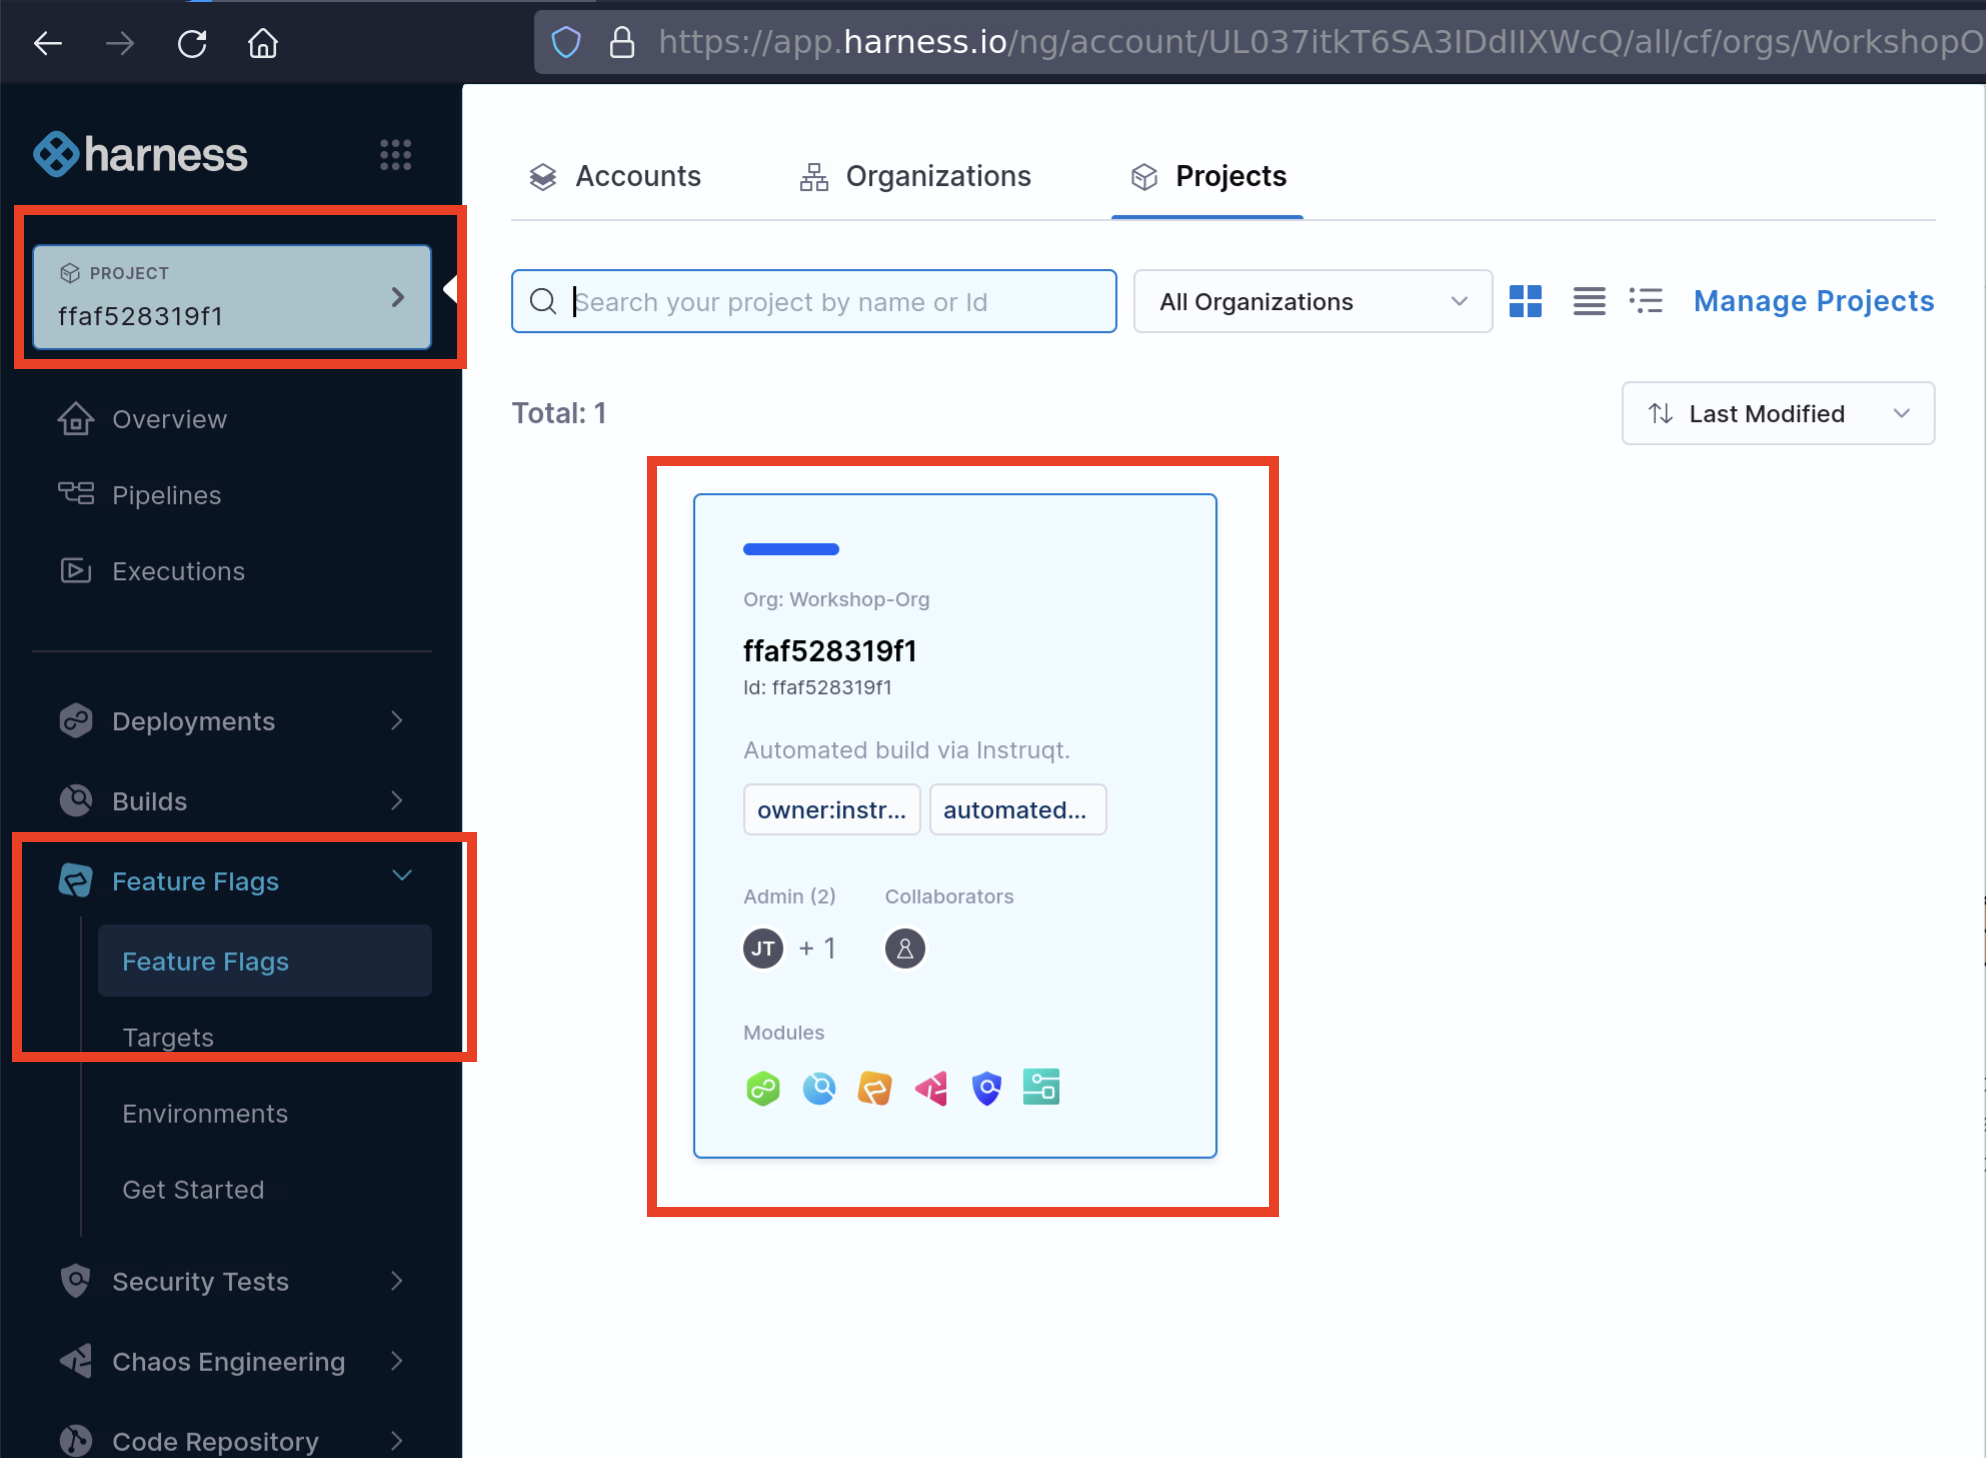 https://app.harness.io/ng/account/UL037itkT6SA3IDdIIXWcQ/all/cf/orgs/WorkshopO
harness
PROJECT
ffaf528319f1
Overview
Pipelines
Executions
Deployments
Builds
Feature Flags
Feature Flags
Targets
Environments
Get Started
Security Tests
Chaos Engineering
Code Repository
Accounts
Organizations
Projects
Search your project by name or Id
All Organizations
Manage Projects
Total: 1
Last Modified
Org: Workshop-Org
ffaf528319f1
Id: ffaf528319f1
Automated build via Instruqt.
owner:instr...
automated...
Admin (2)
Collaborators
JT
+ 1
Modules